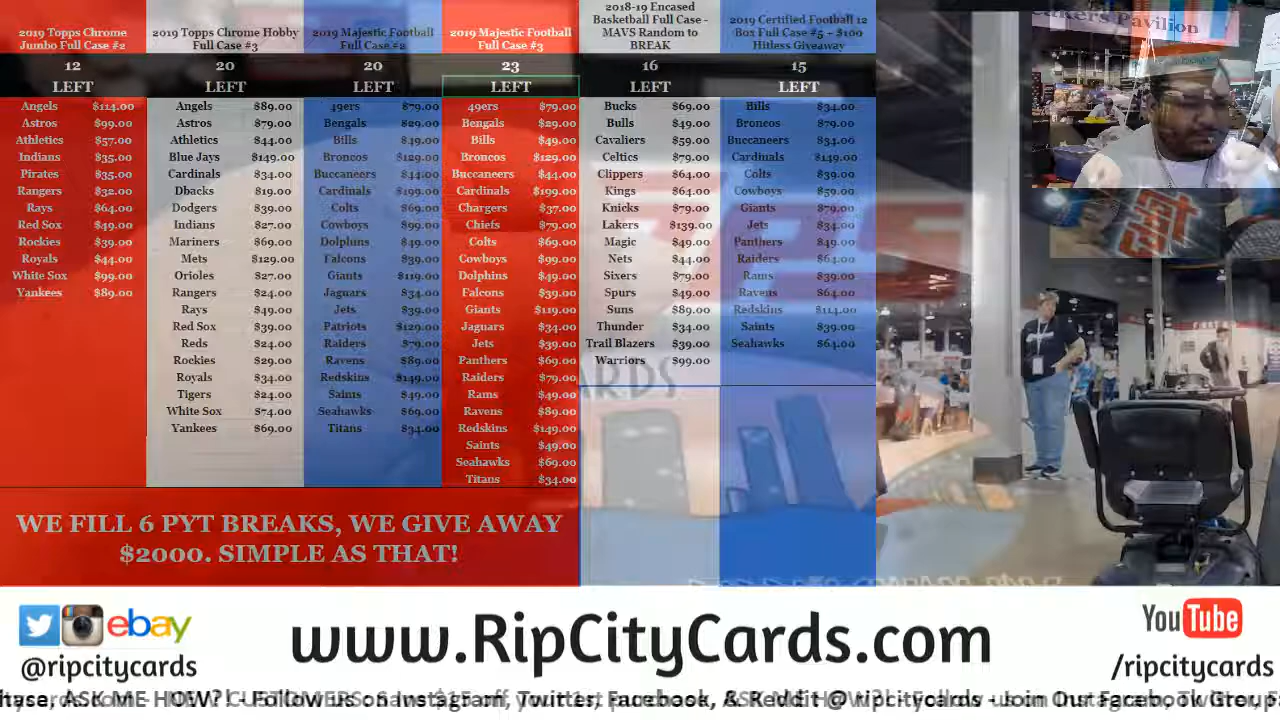 2019 Topps Chrome Jumbo Full Case #2
12
LEFT
Angels $114.00
Astros $99.00
Athletics $57.00
Indians $35.00
Pirates $35.00
Rangers $32.00
Rays $64.00
Red Sox $49.00
Rockies $39.00
Royals $44.00
White Sox $99.00
Yankees $89.00
2019 Topps Chrome Hobby Full Case #3
20
LEFT
Angels $89.00
Astros $79.00
Athletics $44.00
Blue Jays $149.00
Cardinals $34.00
Dbacks $19.00
Dodgers $39.00
Indians $27.00
Mariners $69.00
Mets $129.00
Orioles $27.00
Rangers $24.00
Rays $49.00
Red Sox $39.00
Reds $24.00
Rockies $29.00
Royals $34.00
Tigers $24.00
White Sox $74.00
Yankees $69.00
2019 Majestic Football Full Case #2
20
LEFT
49ers $79.00
Bengals $29.00
Bills $49.00
Broncos $129.00
Buccaneers $44.00
Cardinals $199.00
Colts $69.00
Cowboys $99.00
Dolphins $49.00
Falcons $39.00
Giants $119.00
Jaguars $34.00
Jets $39.00
Patriots $129.00
Raiders $79.00
Ravens $89.00
Redskins $149.00
Saints $49.00
Seahawks $69.00
Titans $34.00
2019 Majestic Football Full Case #3
23
LEFT
49ers $79.00
Bengals $29.00
Bills $49.00
Broncos $129.00
Buccaneers $44.00
Cardinals $199.00
Chargers $37.00
Chiefs $79.00
Colts $69.00
Cowboys $99.00
Dolphins $49.00
Falcons $39.00
Giants $119.00
Jaguars $34.00
Jets $39.00
Panthers $69.00
Raiders $79.00
Rams $49.00
Ravens $89.00
Redskins $149.00
Saints $49.00
Seahawks $69.00
Titans $34.00
2018-19 Encased Basketball Full Case - MAVS Random to BREAK
16
LEFT
Bucks $69.00
Bulls $49.00
Cavaliers $59.00
Celtics $79.00
Clippers $64.00
Kings $64.00
Knicks $79.00
Lakers $139.00
Magic $49.00
Nets $44.00
Sixers $79.00
Spurs $49.00
Suns $89.00
Thunder $34.00
Trail Blazers $39.00
Warriors $99.00
2019 Certified Football 12 Box Full Case #5 - $100 Hitless Giveaway
15
LEFT
Bills $34.00
Broncos $79.00
Buccaneers $34.00
Cardinals $149.00
Colts $39.00
Cowboys $59.00
Giants $79.00
Jets $34.00
Panthers $49.00
Raiders $64.00
Rams $39.00
Ravens $64.00
Redskins $114.00
Saints $39.00
Seahawks $64.00
Pavilion
WE FILL 6 PYT BREAKS, WE GIVE AWAY
$2000. SIMPLE AS THAT!
ebay
@ripcitycards
www.RipCityCards.com
YouTube
/ripcitycards
ASK ME HOW?! - Follow us on Instagram, Twitter, Facebook, & Reddit @ ripcitycards - Join Our Facebook Group